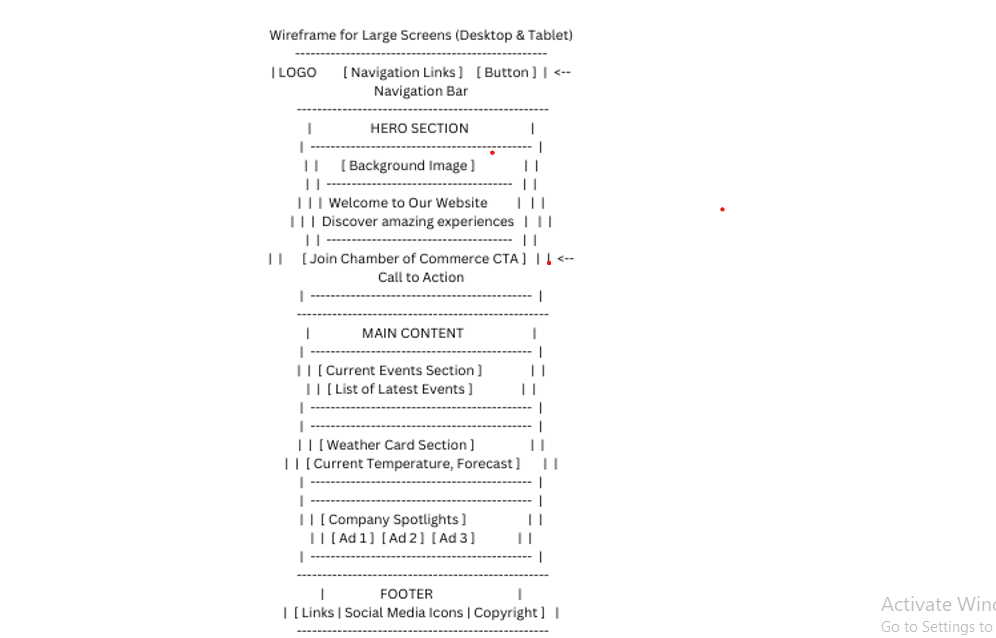 Wireframe for Large Screens (Desktop & Tablet)
--------------------------------------------------
| LOGO [ Navigation Links ] [ Button ] | <--
Navigation Bar
--------------------------------------------------
| HERO SECTION |
| -------------------------------------------- |
| | [ Background Image ] | |
| | ------------------------------------- | |
| | | Welcome to Our Website | | |
| | | Discover amazing experiences | | |
| | ------------------------------------- | |
| | [ Join Chamber of Commerce CTA ] | | <--
Call to Action
| -------------------------------------------- |
--------------------------------------------------
| MAIN CONTENT |
| -------------------------------------------- |
| | [ Current Events Section ] | |
| | [ List of Latest Events ] | |
| -------------------------------------------- |
| -------------------------------------------- |
| | [ Weather Card Section ] | |
| | [ Current Temperature, Forecast ] | |
| -------------------------------------------- |
| -------------------------------------------- |
| | [ Company Spotlights ] | |
| | [ Ad 1 ] [ Ad 2 ] [ Ad 3 ] | |
| -------------------------------------------- |
--------------------------------------------------
| FOOTER |
| [ Links | Social Media Icons | Copyright ] |
--------------------------------------------------
Activate Wind
Go to Settings to